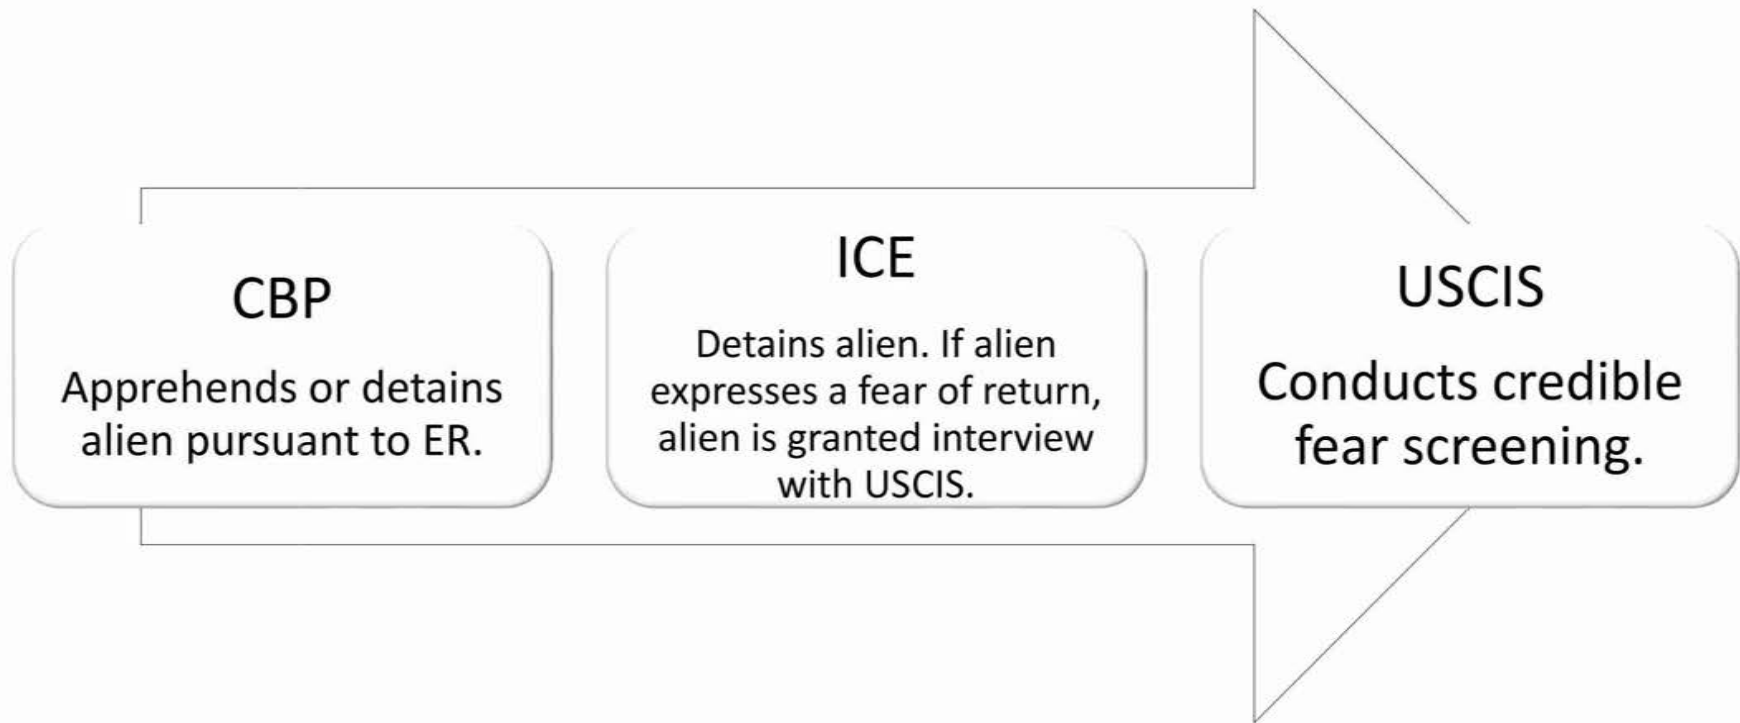 CBP
Apprehends or detains
alien pursuant to ER.
ICE
Detains alien. If alien
expresses a fear of return,
alien is granted interview
with USCIS.
USCIS
Conducts credible
fear screening.